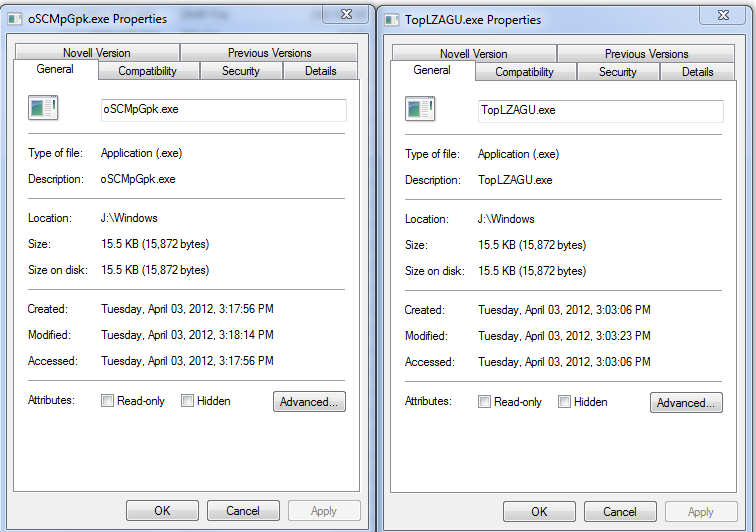 oSCMpGpk.exe Properties
Novell Version Previous Versions
General Compatibility Security Details
oSCMpGpk.exe
Type of file: Application (.exe)
Description: oSCMpGpk.exe
Location: J:\Windows
Size: 15.5 KB (15,872 bytes)
Size on disk: 15.5 KB (15,872 bytes)
Created: Tuesday, April 03, 2012, 3:17:56 PM
Modified: Tuesday, April 03, 2012, 3:18:14 PM
Accessed: Tuesday, April 03, 2012, 3:17:56 PM
Attributes: Read-only Hidden Advanced...
OK Cancel Apply
TopLZAGU.exe Properties
Novell Version Previous Versions
General Compatibility Security Details
TopLZAGU.exe
Type of file: Application (.exe)
Description: TopLZAGU.exe
Location: J:\Windows
Size: 15.5 KB (15,872 bytes)
Size on disk: 15.5 KB (15,872 bytes)
Created: Tuesday, April 03, 2012, 3:03:06 PM
Modified: Tuesday, April 03, 2012, 3:03:23 PM
Accessed: Tuesday, April 03, 2012, 3:03:06 PM
Attributes: Read-only Hidden Advanced...
OK Cancel Apply